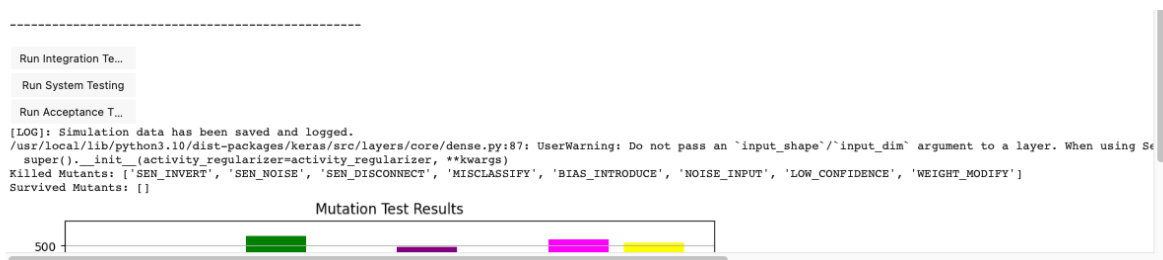 --------------------------------------------------
Run Integration Te...
Run System Testing
Run Acceptance T...
[LOG]: Simulation data has been saved and logged.
/usr/local/lib/python3.10/dist-packages/keras/src/layers/core/dense.py:87: UserWarning: Do not pass an `input_shape`/`input_dim` argument to a layer. When using Se
super().__init__(activity_regularizer=activity_regularizer, **kwargs)
Killed Mutants: ['SEN_INVERT', 'SEN_NOISE', 'SEN_DISCONNECT', 'MISCLASSIFY', 'BIAS_INTRODUCE', 'NOISE_INPUT', 'LOW_CONFIDENCE', 'WEIGHT_MODIFY']
Survived Mutants: []
Mutation Test Results
500